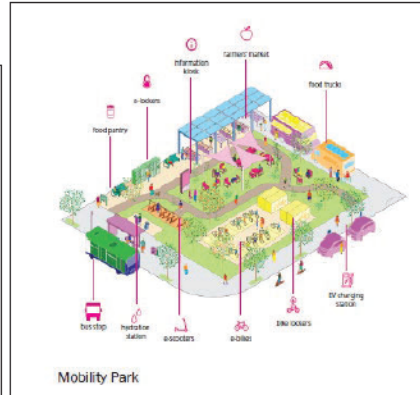 farmers' market
information
kiosk
food trucks
e-lockers
food pantry
EV charging
station
bus stop
hydration
station
e-scooters
e-bikes
bike lockers
Mobility Park